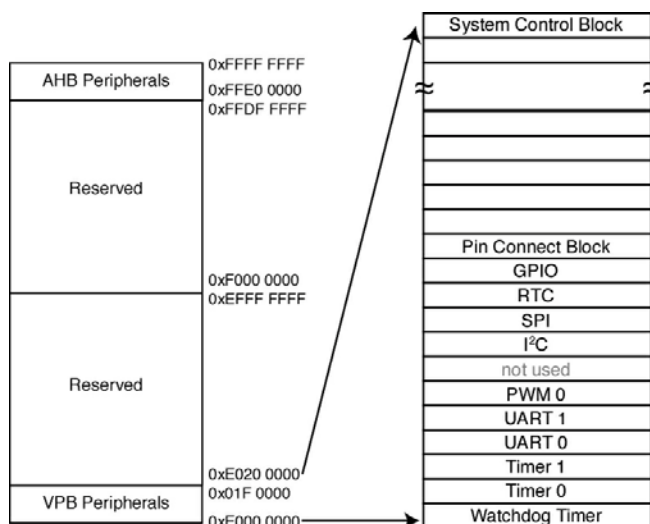 System Control Block
0xFFFF FFFF
AHB Peripherals
0xFFE0 0000
0xFFDF FFFF
Reserved
0xF000 0000
0xEFFF FFFF
Reserved
0xE020 0000
0x01F 0000
VPB Peripherals
0xE000 0000
Pin Connect Block
GPIO
RTC
SPI
I²C
not used
PWM 0
UART 1
UART 0
Timer 1
Timer 0
Watchdog Timer